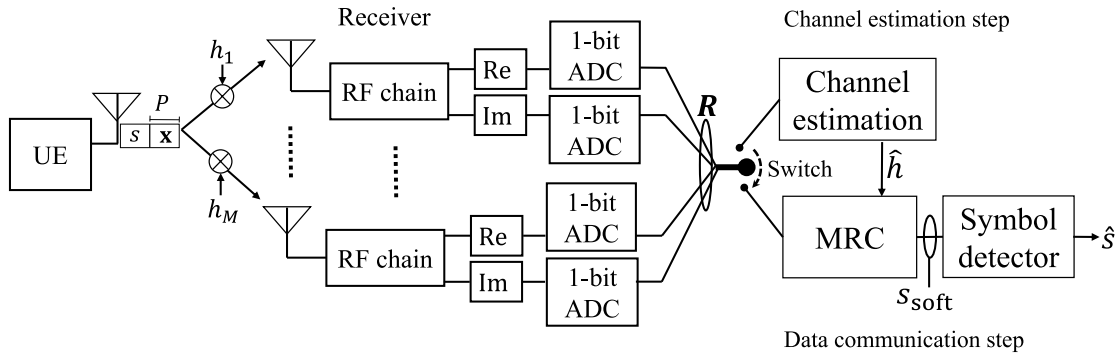 Receiver
Channel estimation step
h₁
P
s x
UE
h_M
RF chain
Re
Im
1-bit
ADC
1-bit
ADC
RF chain
Re
Im
1-bit
ADC
1-bit
ADC
R
Switch
Channel
estimation
ĥ
MRC
s_soft
Symbol
detector
ŝ
Data communication step